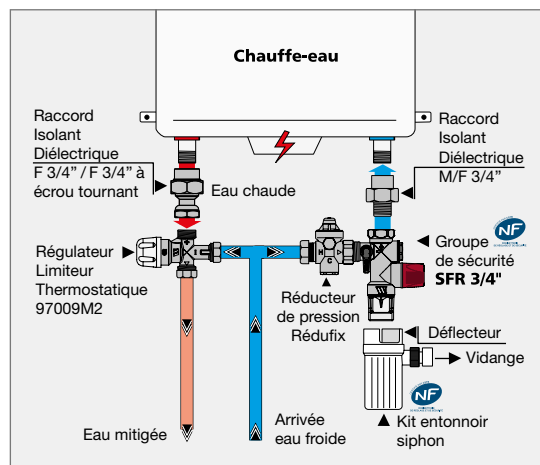 Chauffe-eau
Raccord
Isolant
Diélectrique
F 3/4” / F 3/4” à
écrou tournant
Eau chaude
Raccord
Isolant
Diélectrique
M/F 3/4”
Régulateur
Limiteur
Thermostatique
97009M2
Réducteur
de pression
Rédufix
H
C
NF
Groupe
de sécurité
SFR 3/4"
Déflecteur
Vidange
NF
Kit entonnoir
siphon
Eau mitigée
Arrivée
eau froide